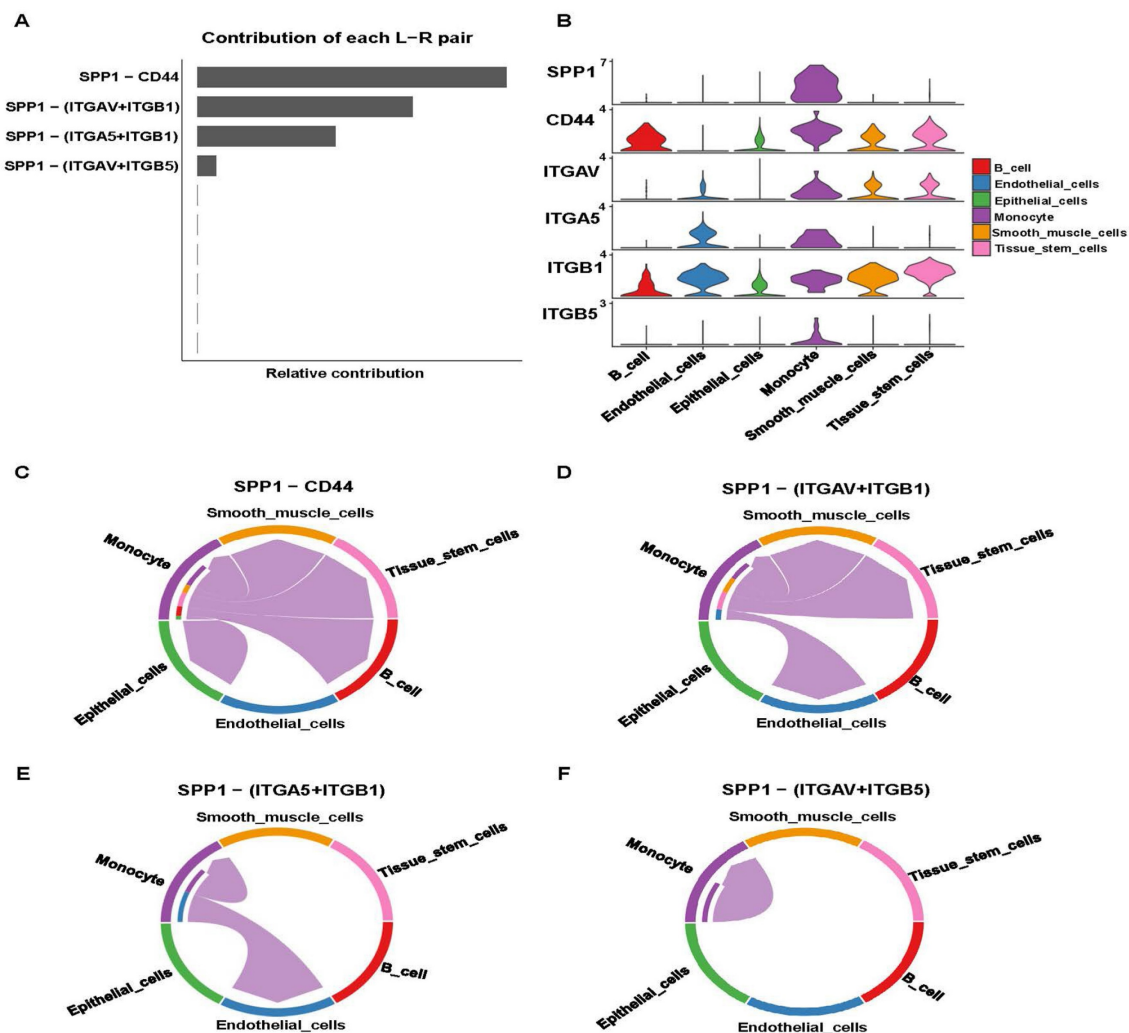 A
Contribution of each L−R pair
SPP1 − CD44
SPP1 − (ITGAV+ITGB1)
SPP1 − (ITGA5+ITGB1)
SPP1 − (ITGAV+ITGB5)
Relative contribution
B
SPP1
7
CD44
4
ITGAV
4
ITGA5
4
ITGB1
4
ITGB5
3
B_cell
Endothelial_cells
Epithelial_cells
Monocyte
Smooth_muscle_cells
Tissue_stem_cells
B_cell
Endothelial_cells
Epithelial_cells
Monocyte
Smooth_muscle_cells
Tissue_stem_cells
C
SPP1 − CD44
Smooth_muscle_cells
Monocyte
Tissue_stem_cells
Epithelial_cells
B_cell
Endothelial_cells
D
SPP1 − (ITGAV+ITGB1)
Smooth_muscle_cells
Monocyte
Tissue_stem_cells
Epithelial_cells
B_cell
Endothelial_cells
E
SPP1 − (ITGA5+ITGB1)
Smooth_muscle_cells
Monocyte
Tissue_stem_cells
Epithelial_cells
B_cell
Endothelial_cells
F
SPP1 − (ITGAV+ITGB5)
Smooth_muscle_cells
Monocyte
Tissue_stem_cells
Epithelial_cells
B_cell
Endothelial_cells